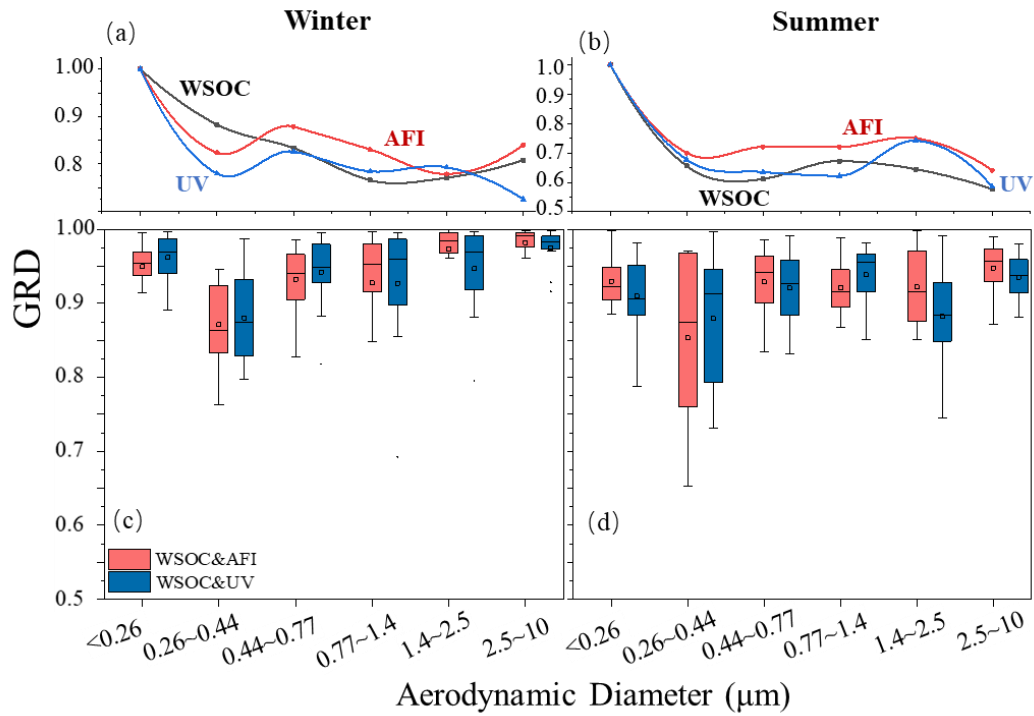 Winter
Summer
(a)
(b)
1.00
0.9
0.8
WSOC
AFI
UV
1.0
0.9
0.8
0.7
0.6
0.5
AFI
WSOC
UV
GRD
1.00
0.9
0.8
0.7
0.6
0.5
(c)
(d)
WSOC&AFI
WSOC&UV
<0.26
0.26~0.44
0.44~0.77
0.77~1.4
1.4~2.5
2.5~10
<0.26
0.26~0.44
0.44~0.77
0.77~1.4
1.4~2.5
2.5~10
Aerodynamic Diameter (μm)